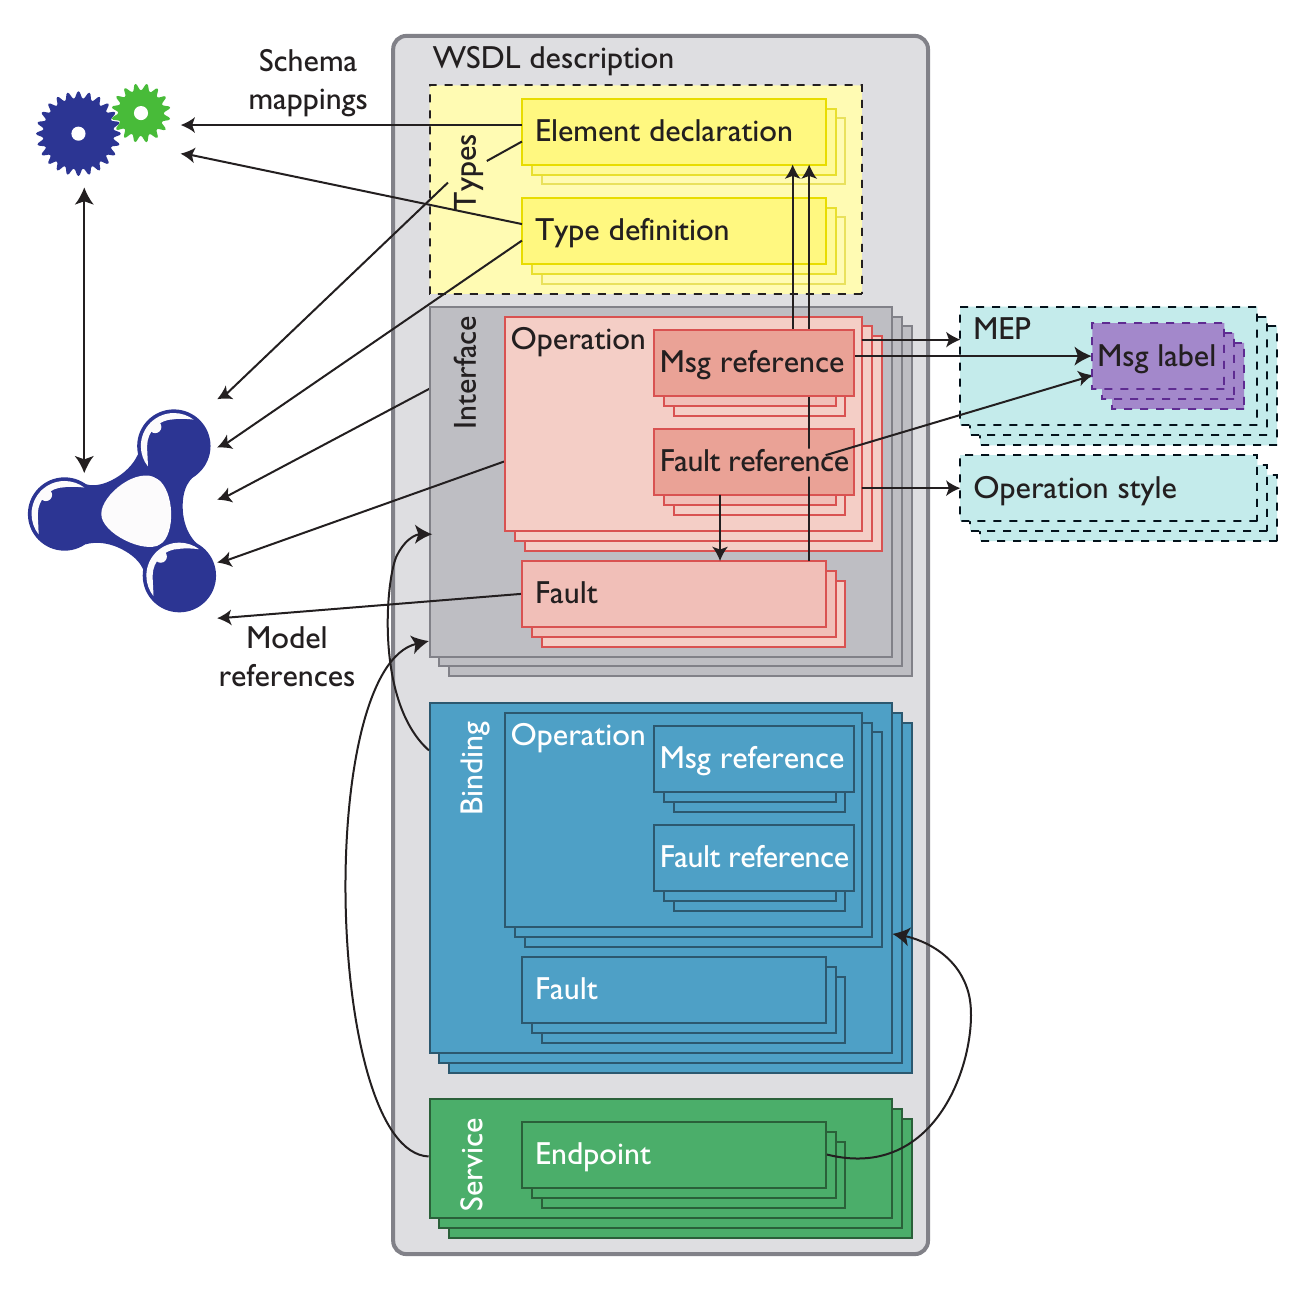 WSDL description
Schema
mappings
Types
Element declaration
Type definition
Interface
Operation
Msg reference
Fault reference
Fault
MEP
Msg label
Operation style
Model
references
Binding
Operation
Msg reference
Fault reference
Fault
Service
Endpoint